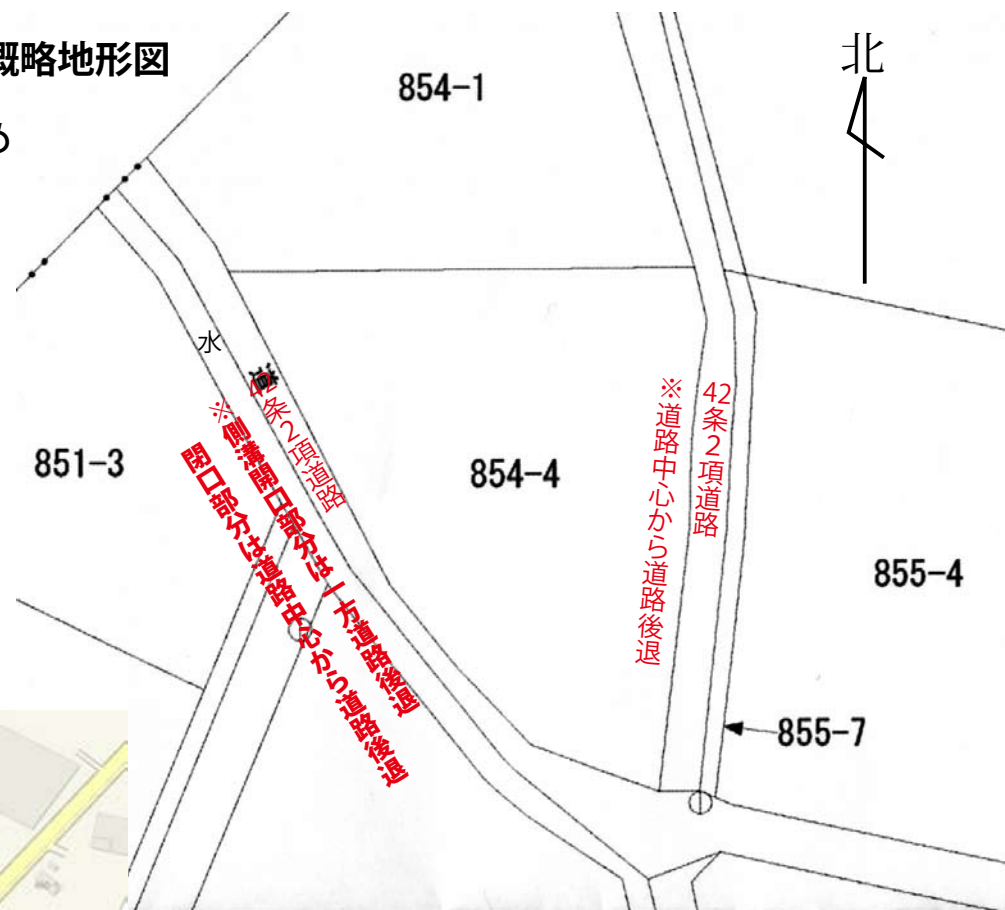 概略地形図
め
北
854-1
水
道
42条2項道路
※側溝開口部分は一方道路後退
閉口部分は道路中心から道路後退
851-3
854-4
42条2項道路
※道路中心から道路後退
855-4
855-7